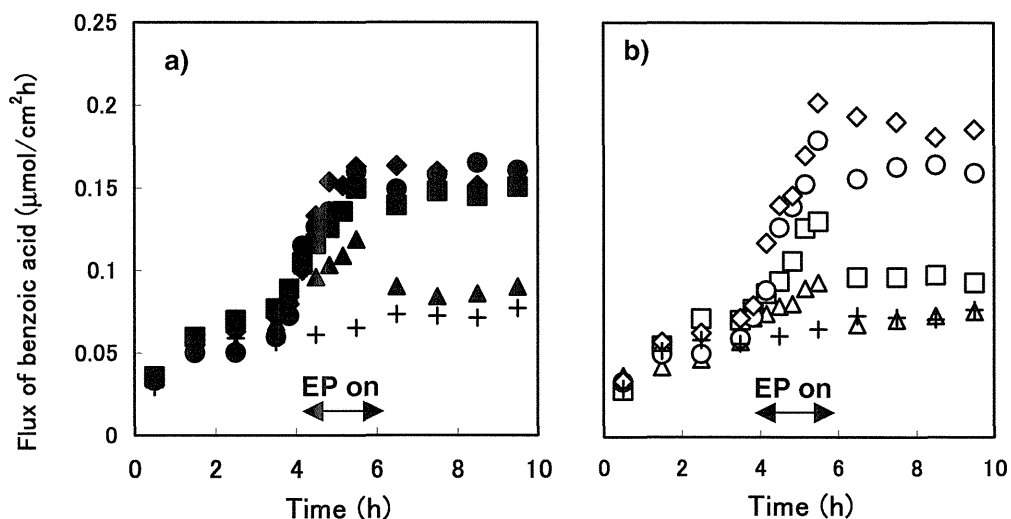 a)
b)
Flux of benzoic acid (μmol/cm²h)
0.25
0.2
0.15
0.1
0.05
0
EP on
EP on
0 2 4 6 8 10
0 2 4 6 8 10
Time (h)
Time (h)